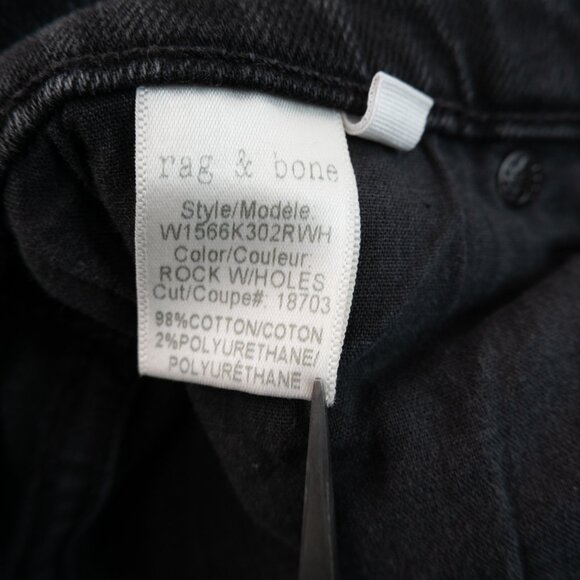 rag & bone
Style/Modèle:
W1566K302RWH
Color/Couleur:
ROCK W/HOLES
Cut/Coupe#: 18703
98%COTTON/COTON
2%POLYURETHANE/
POLYURÉTHANE